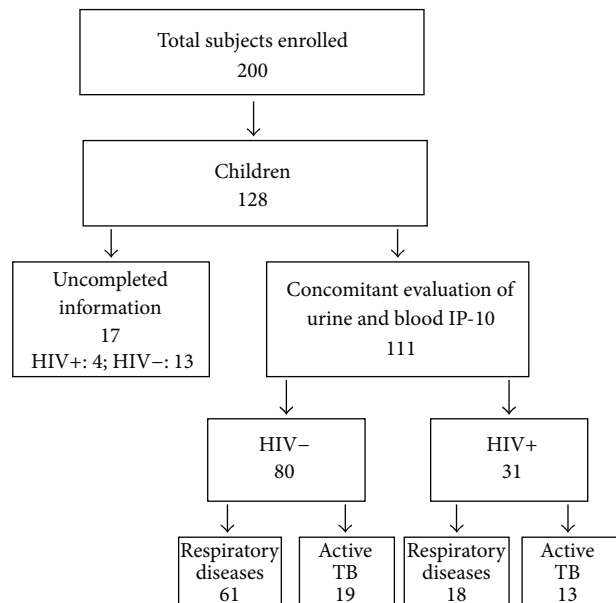 Total subjects enrolled
200
Children
128
Uncompleted
information
17
HIV+: 4; HIV−: 13
Concomitant evaluation of
urine and blood IP-10
111
HIV−
80
HIV+
31
Respiratory
diseases
61
Active
TB
19
Respiratory
diseases
18
Active
TB
13